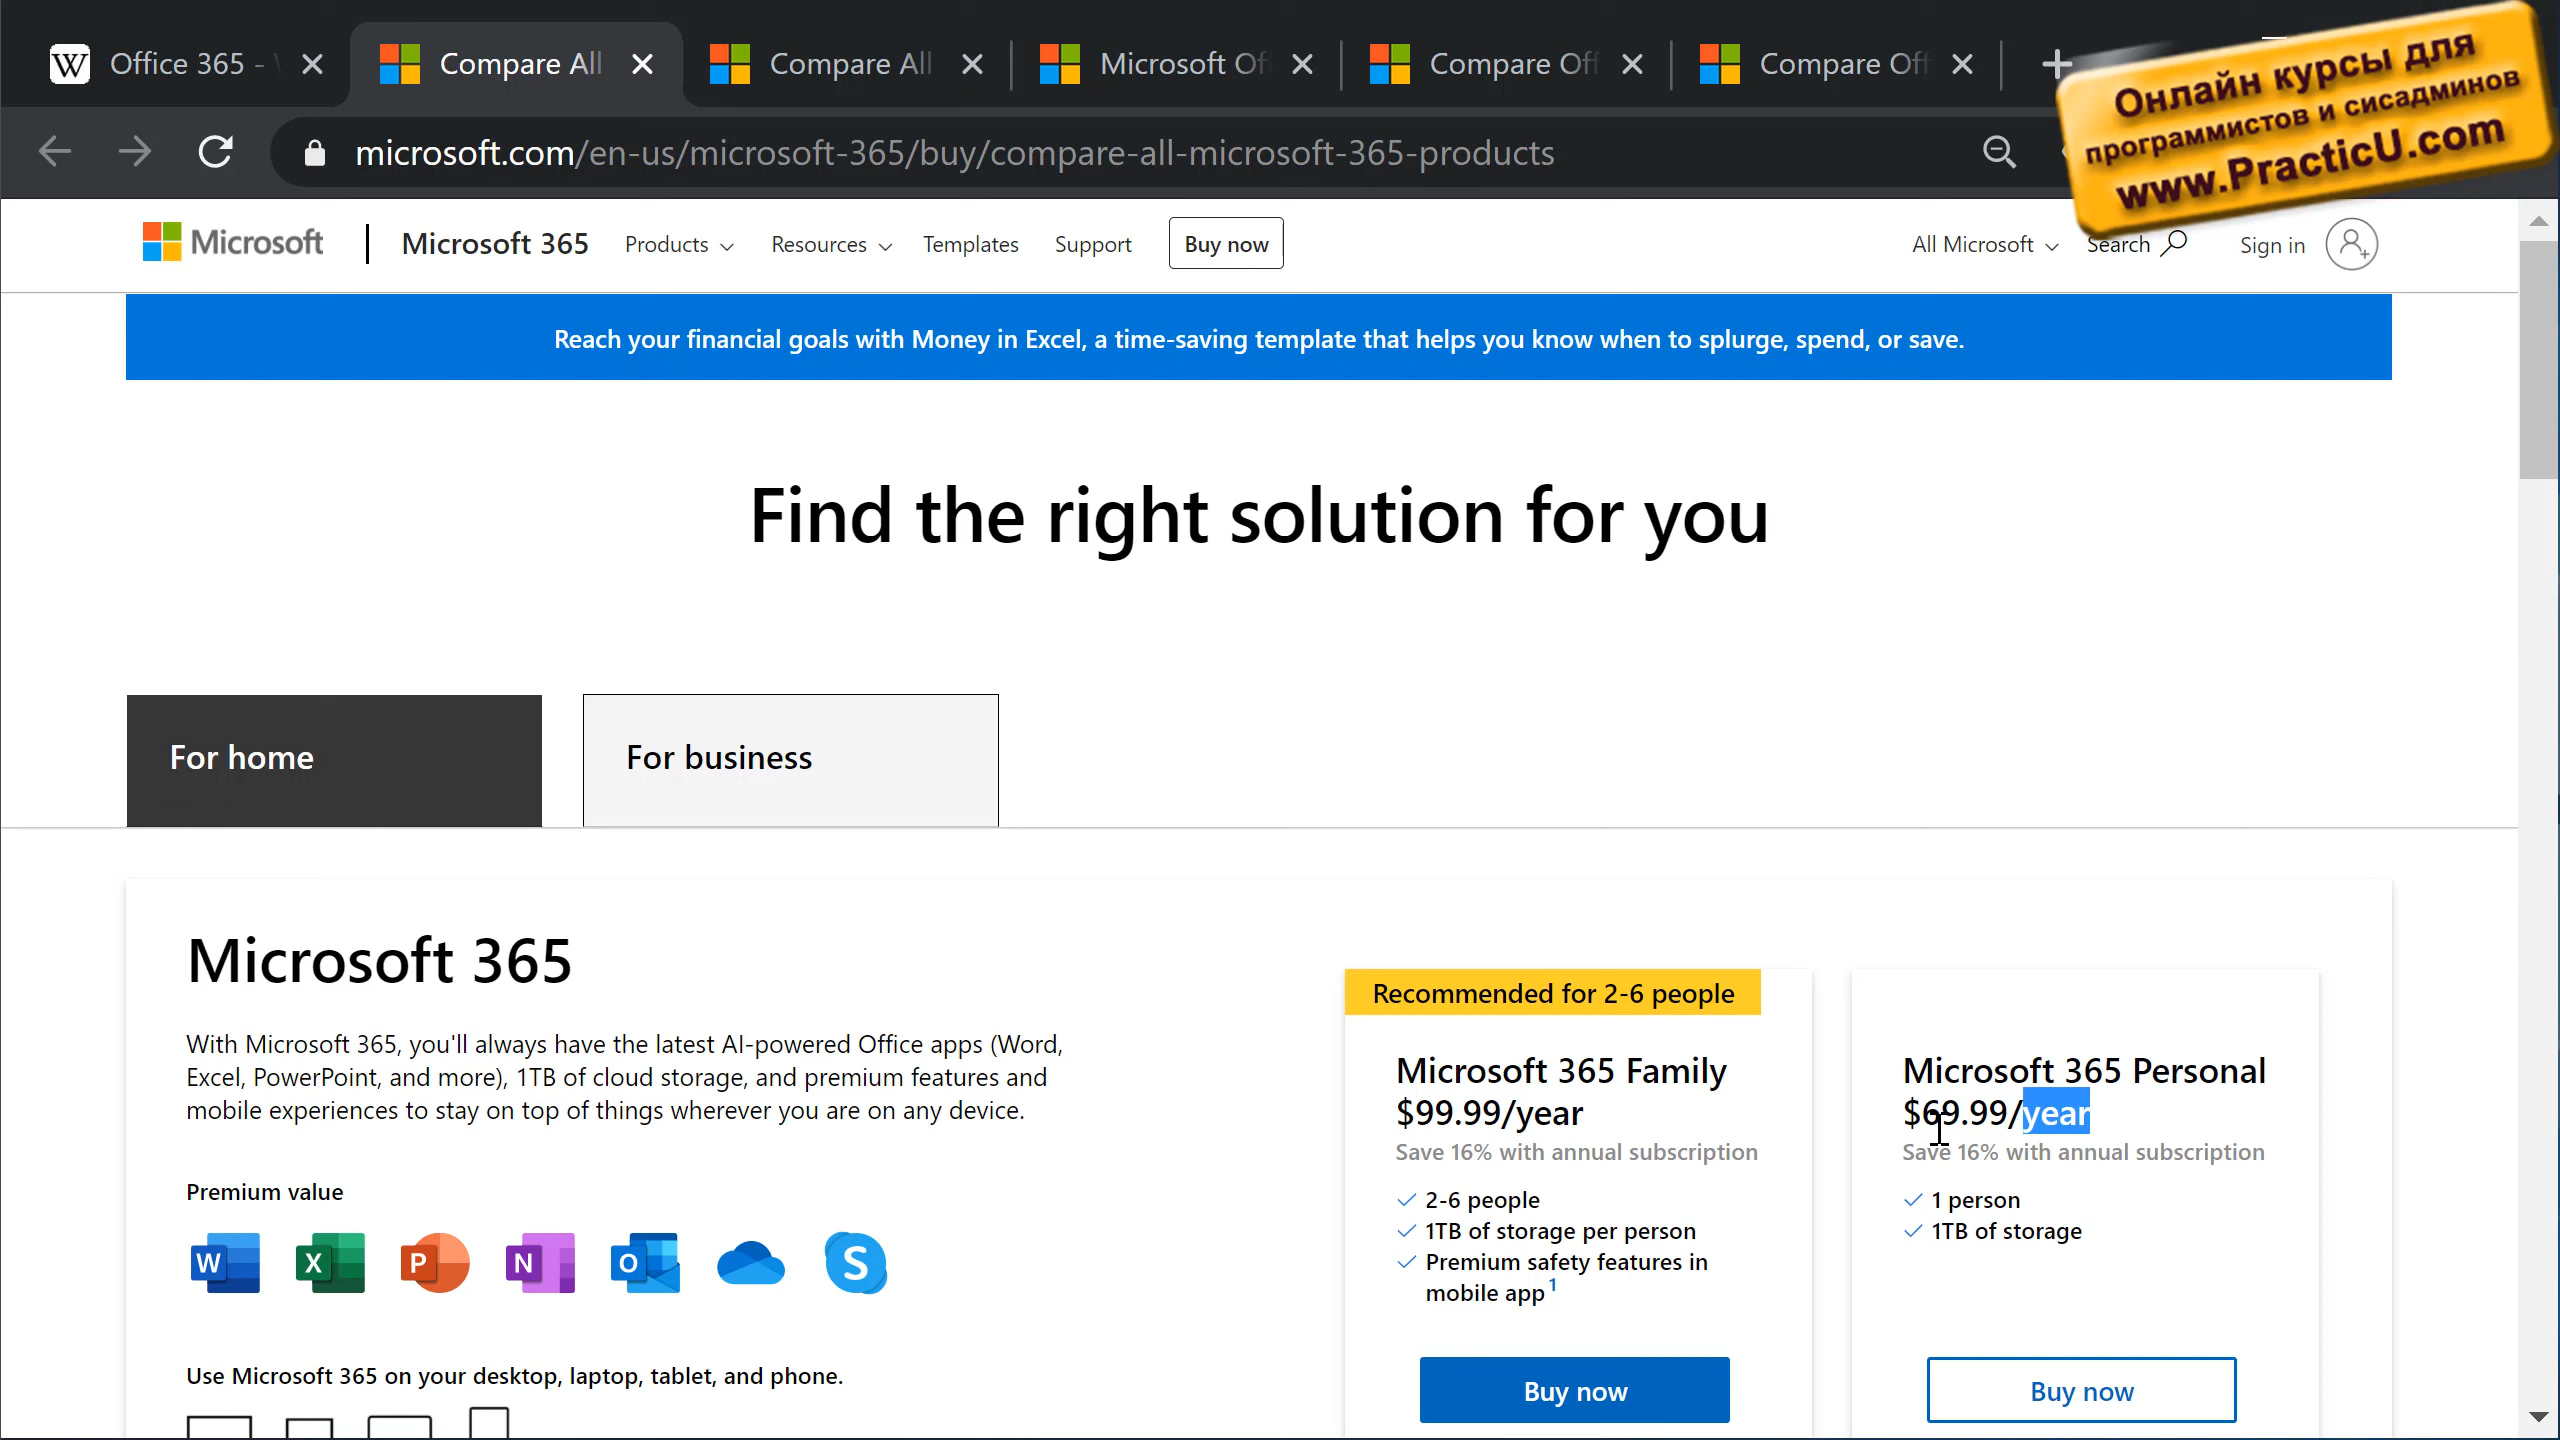 Office 365 -
Compare All
Compare All
Microsoft Of
Compare Off
Compare Off
Онлайн курсы для
программистов и сисадминов
www.PracticU.com
microsoft.com/en-us/microsoft-365/buy/compare-all-microsoft-365-products
Microsoft
Microsoft 365
Products
Resources
Templates
Support
Buy now
All Microsoft
Search
Sign in
Reach your financial goals with Money in Excel, a time-saving template that helps you know when to splurge, spend, or save.
Find the right solution for you
For home
For business
Microsoft 365
With Microsoft 365, you'll always have the latest AI-powered Office apps (Word,
Excel, PowerPoint, and more), 1TB of cloud storage, and premium features and
mobile experiences to stay on top of things wherever you are on any device.
Premium value
Use Microsoft 365 on your desktop, laptop, tablet, and phone.
Recommended for 2-6 people
Microsoft 365 Family
$99.99/year
Save 16% with annual subscription
2-6 people
1TB of storage per person
Premium safety features in
mobile app 1
Buy now
Microsoft 365 Personal
$69.99/year
Save 16% with annual subscription
1 person
1TB of storage
Buy now